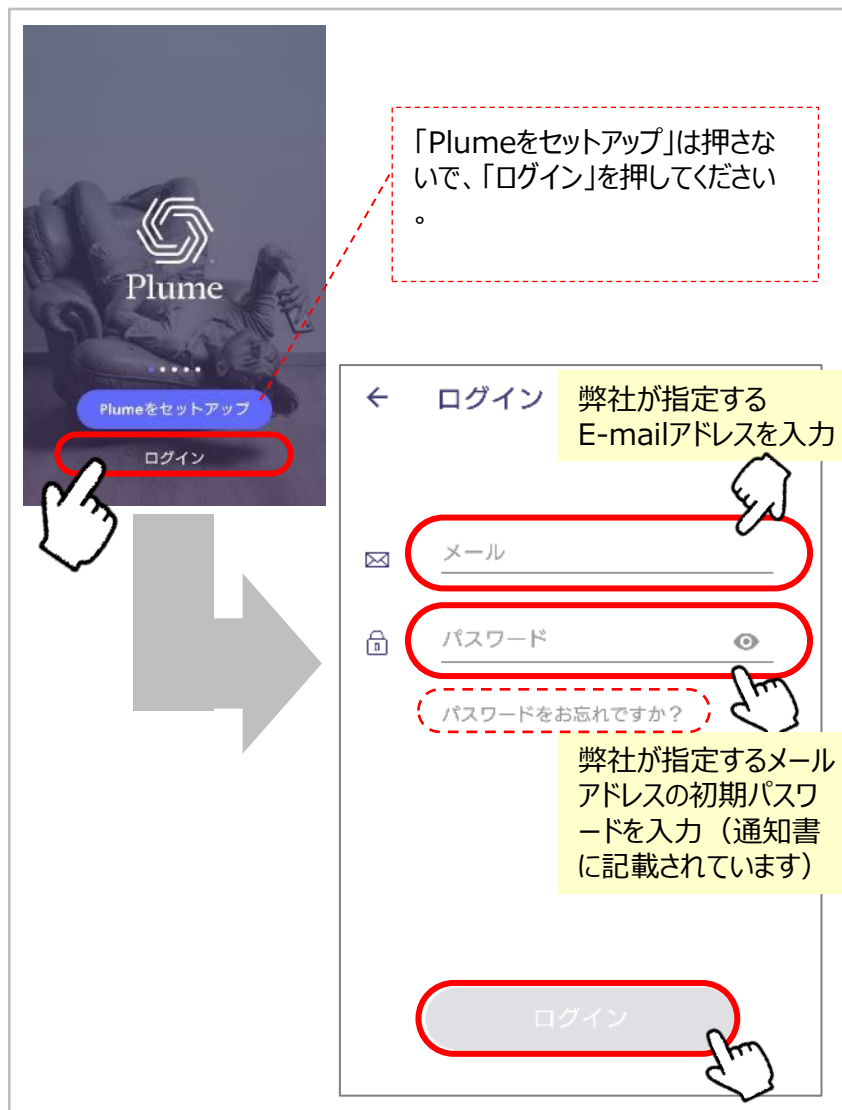 「Plumeをセットアップ」は押さな
いで、「ログイン」を押してください
。
Plume
Plumeをセットアップ
ログイン
ログイン
弊社が指定する
E-mailアドレスを入力
メール
パスワード
パスワードをお忘れですか?
弊社が指定するメール
アドレスの初期パスワ
ードを入力（通知書
に記載されています）
ログイン